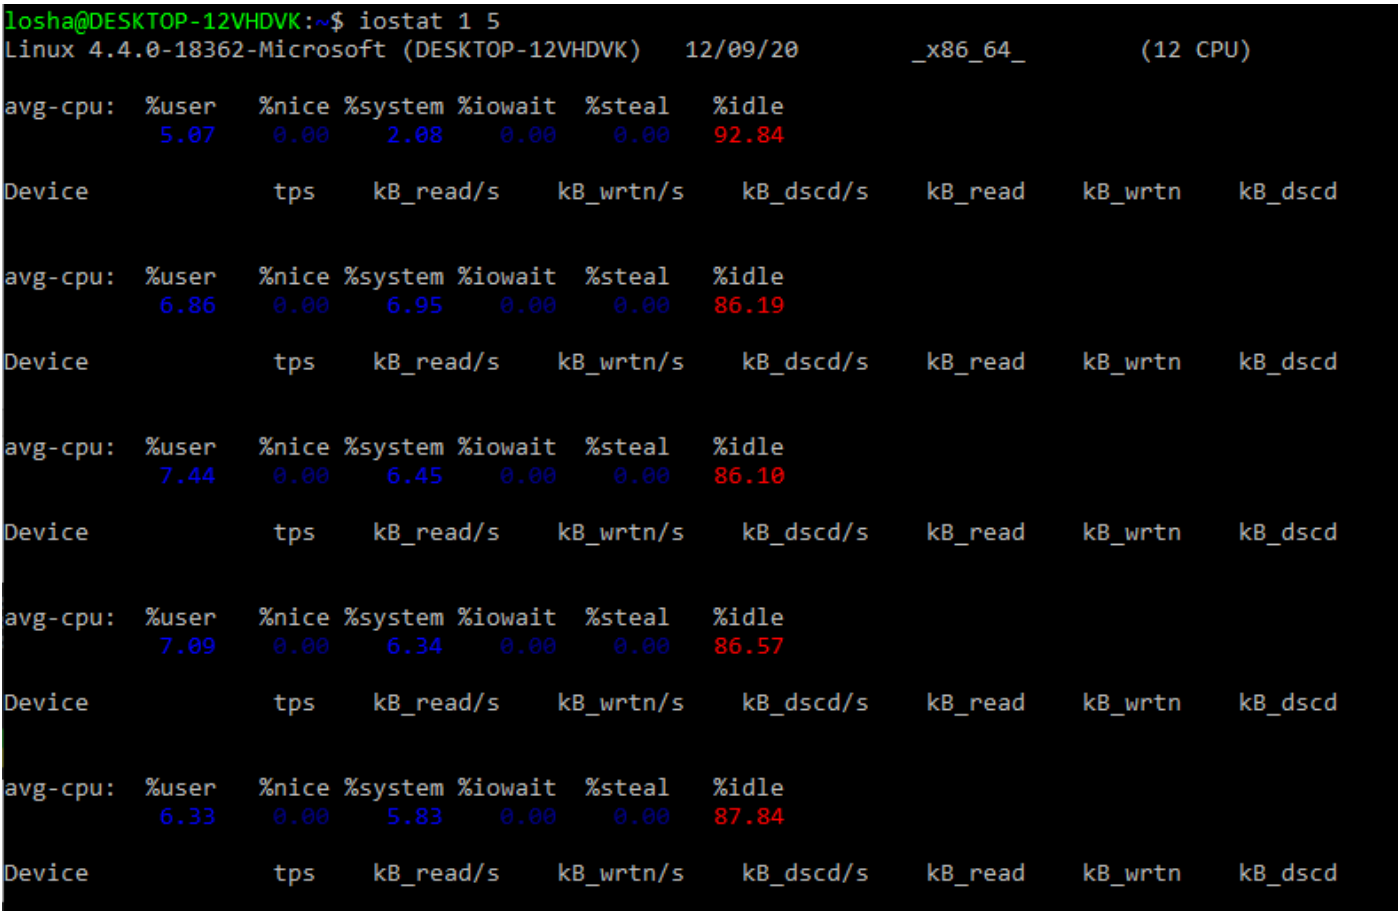 losha@DESKTOP-12VHDVK:~$ iostat 1 5
Linux 4.4.0-18362-Microsoft (DESKTOP-12VHDVK)   12/09/20        _x86_64_        (12 CPU)
avg-cpu:  %user   %nice %system %iowait  %steal   %idle
           5.07    0.00    2.08    0.00    0.00   92.84
Device             tps    kB_read/s    kB_wrtn/s    kB_dscd/s    kB_read    kB_wrtn    kB_dscd
avg-cpu:  %user   %nice %system %iowait  %steal   %idle
           6.86    0.00    6.95    0.00    0.00   86.19
Device             tps    kB_read/s    kB_wrtn/s    kB_dscd/s    kB_read    kB_wrtn    kB_dscd
avg-cpu:  %user   %nice %system %iowait  %steal   %idle
           7.44    0.00    6.45    0.00    0.00   86.10
Device             tps    kB_read/s    kB_wrtn/s    kB_dscd/s    kB_read    kB_wrtn    kB_dscd
avg-cpu:  %user   %nice %system %iowait  %steal   %idle
           7.09    0.00    6.34    0.00    0.00   86.57
Device             tps    kB_read/s    kB_wrtn/s    kB_dscd/s    kB_read    kB_wrtn    kB_dscd
avg-cpu:  %user   %nice %system %iowait  %steal   %idle
           6.33    0.00    5.83    0.00    0.00   87.84
Device             tps    kB_read/s    kB_wrtn/s    kB_dscd/s    kB_read    kB_wrtn    kB_dscd